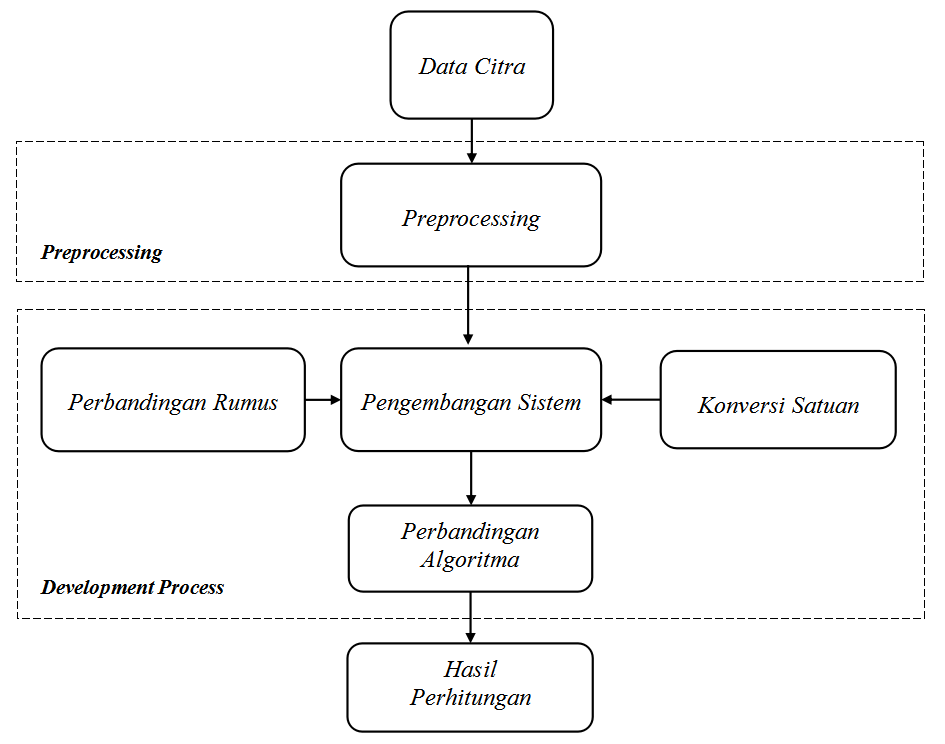 Data Citra
Preprocessing
Preprocessing
Perbandingan Rumus
Pengembangan Sistem
Konversi Satuan
Perbandingan
Algoritma
Development Process
Hasil
Perhitungan